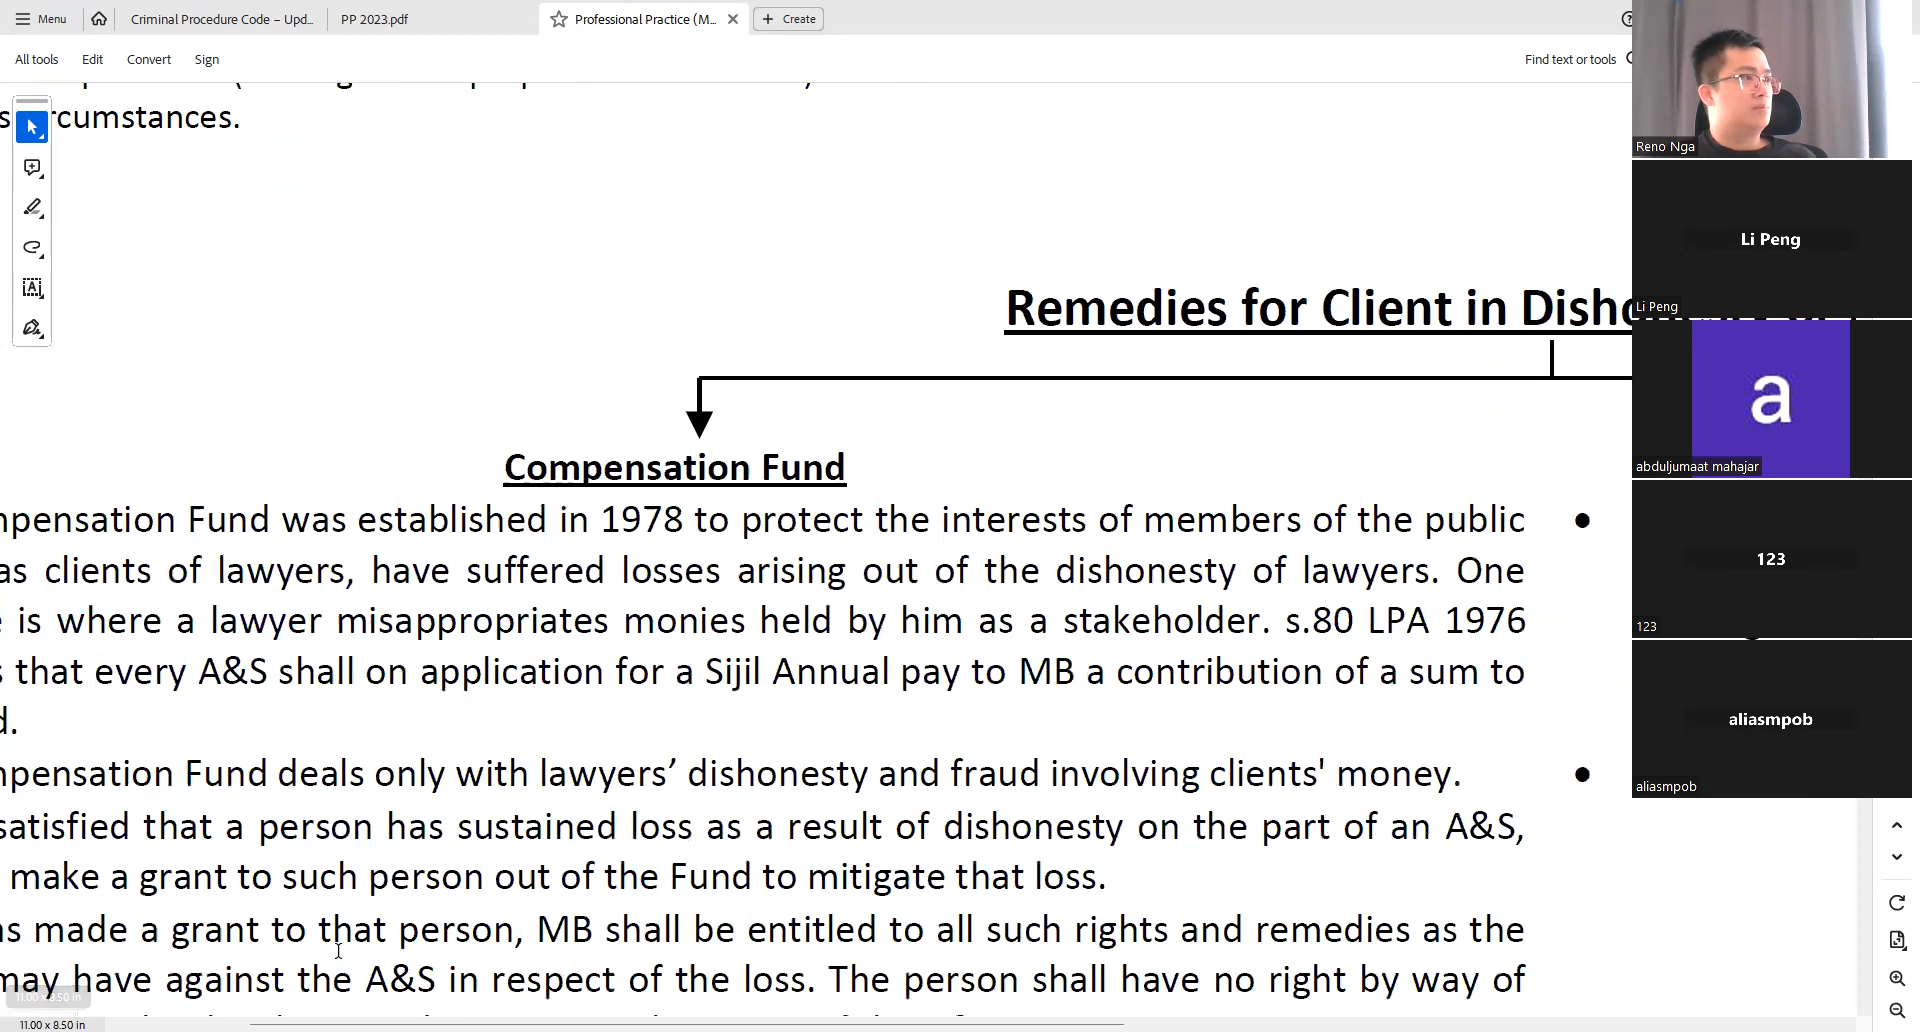 Menu
Criminal Procedure Code – Upd...
PP 2023.pdf
Professional Practice (M...
Create
All tools
Edit
Convert
Sign
Find text or tools
rcumstances.
Reno Nga
Li Peng
Li Peng
Remedies for Client in
a
abduljumaat mahajar
Compensation Fund
mpensation Fund was established in 1978 to protect the interests of members of the public
as clients of lawyers, have suffered losses arising out of the dishonesty of lawyers. One
e is where a lawyer misappropriates monies held by him as a stakeholder. s.80 LPA 1976
s that every A&S shall on application for a Sijil Annual pay to MB a contribution of a sum to
d.
mpensation Fund deals only with lawyers’ dishonesty and fraud involving clients' money.
satisfied that a person has sustained loss as a result of dishonesty on the part of an A&S,
make a grant to such person out of the Fund to mitigate that loss.
as made a grant to that person, MB shall be entitled to all such rights and remedies as the
may have against the A&S in respect of the loss. The person shall have no right by way of
123
123
aliasmpob
aliasmpob
11.00 x 8.50 in
11.00 x 8.50 in